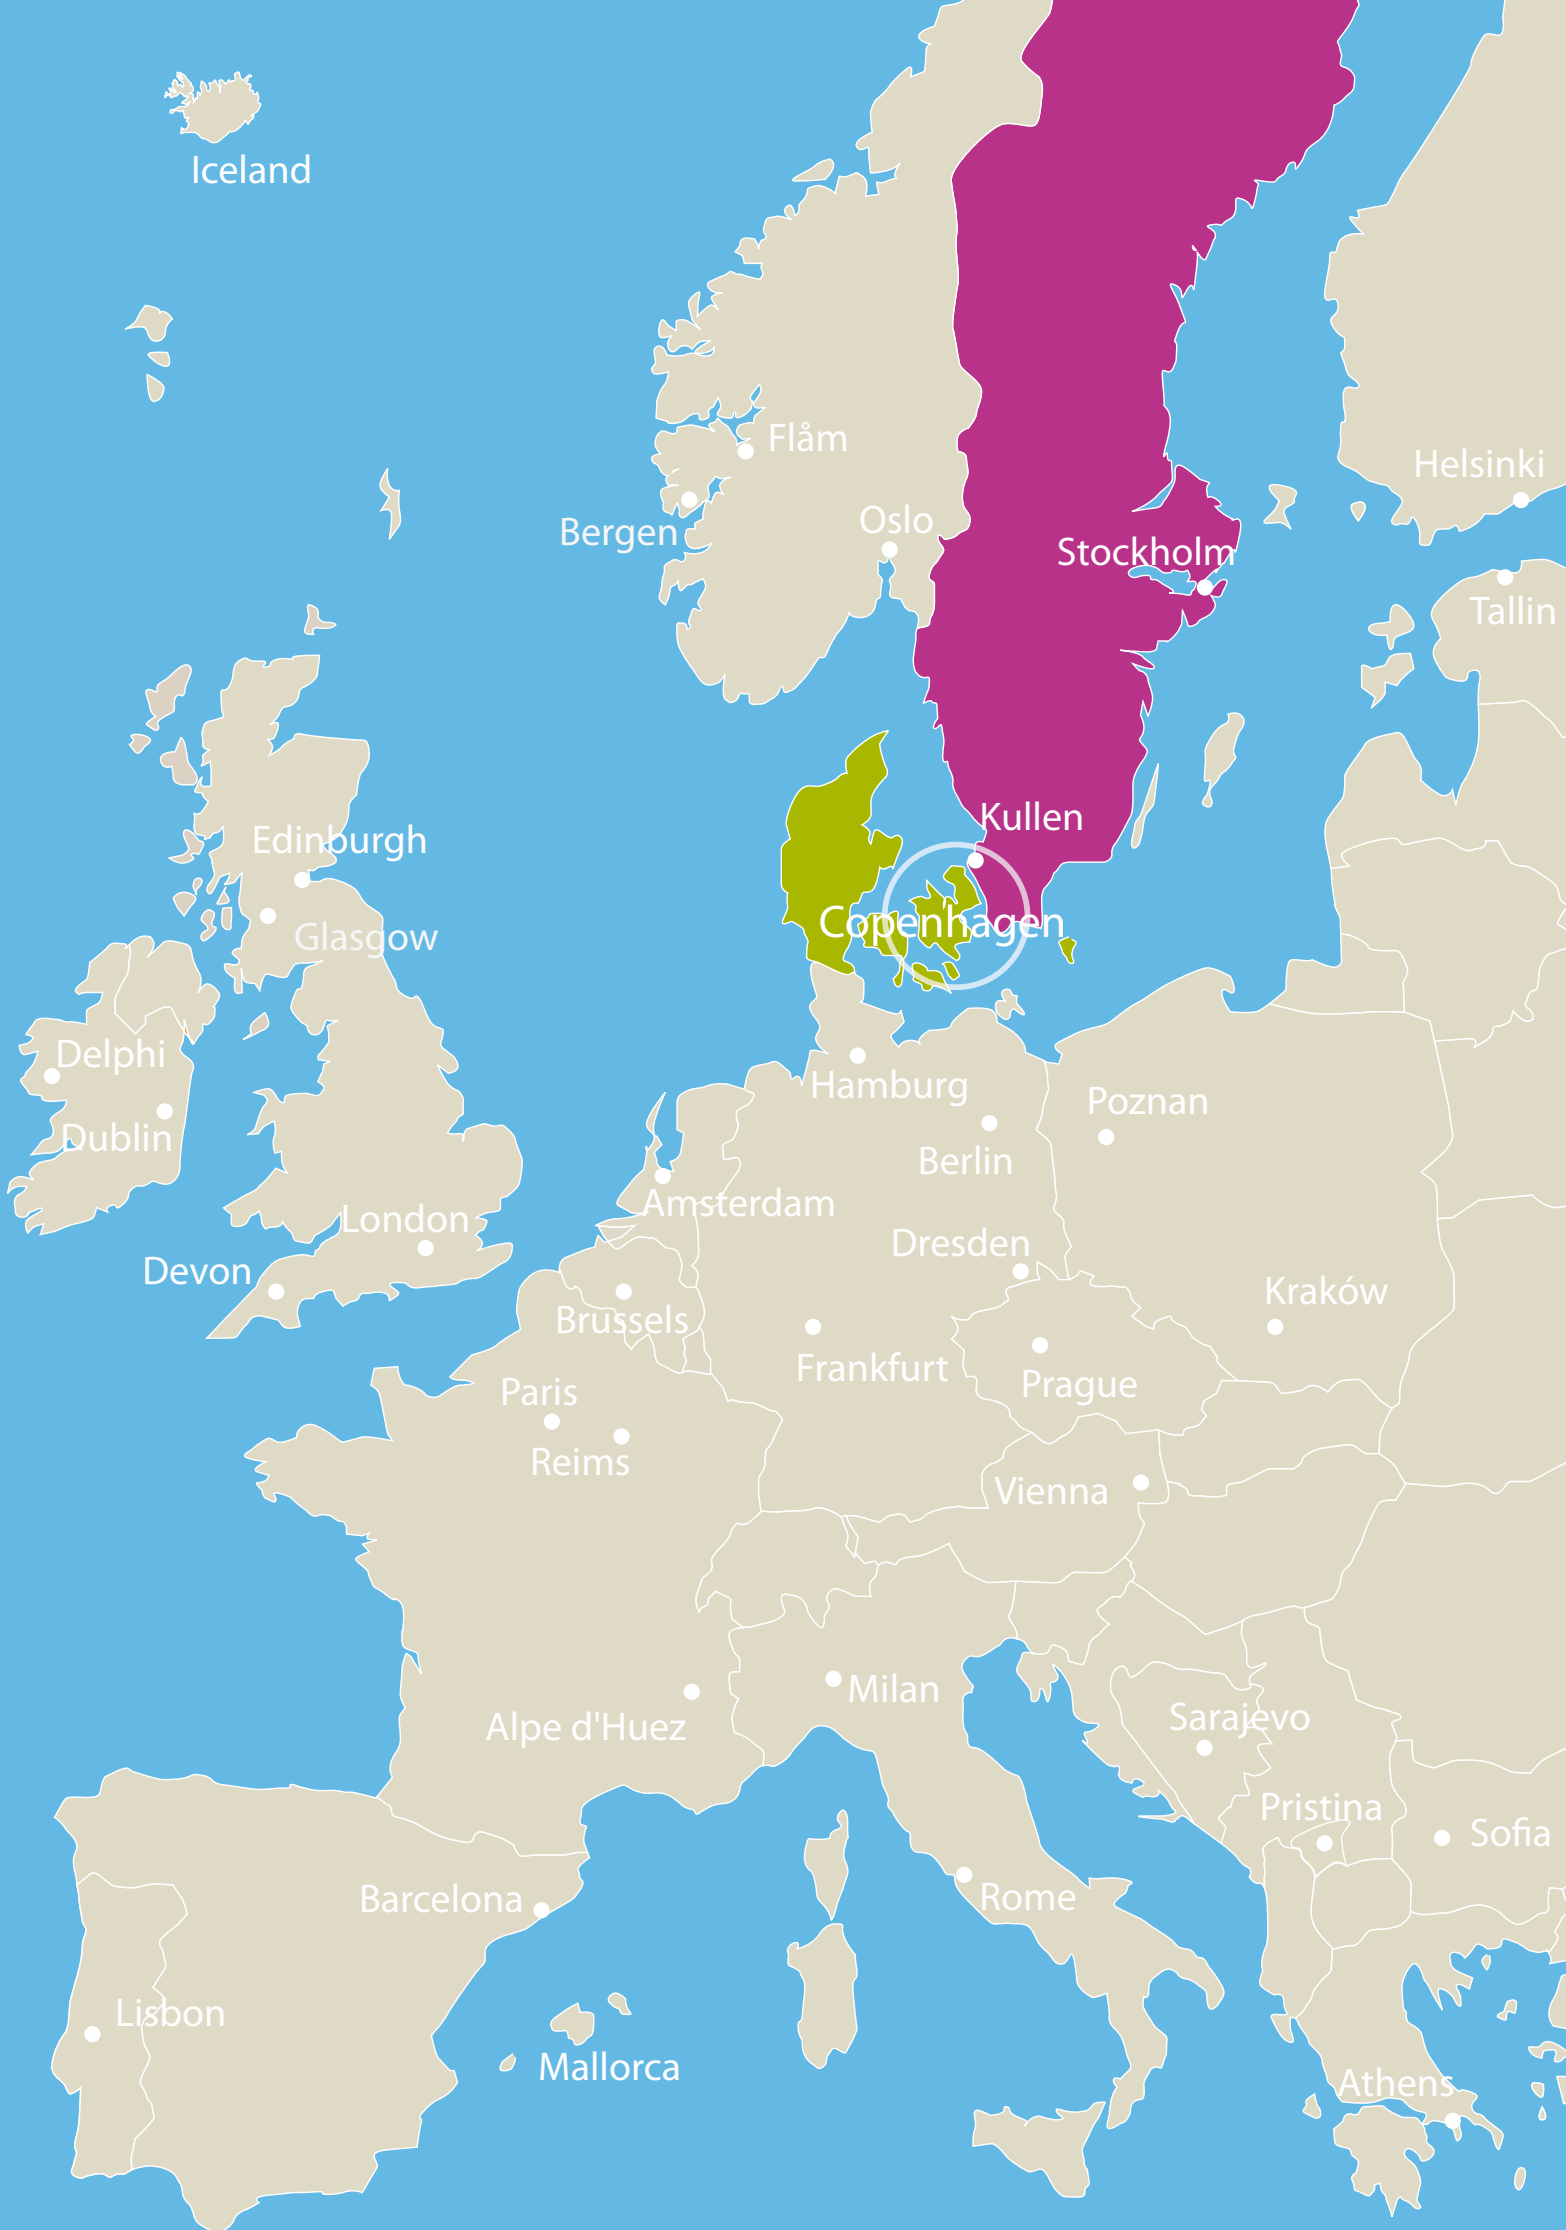 Iceland
Flåm
Helsinki
Oslo
Bergen
Stockholm
Tallin
Kullen
Edinburgh
Copenhagen
Glasgow
Delphi
Hamburg
Poznan
Dublin
Berlin
Amsterdam
London
Dresden
Devon
Kraków
Brussels
Frankfurt
Prague
Paris
Reims
Vienna
Milan
Sarajevo
Alpe d'Huez
Pristina
Sofia
Barcelona
Rome
Lisbon
Mallorca
Athens